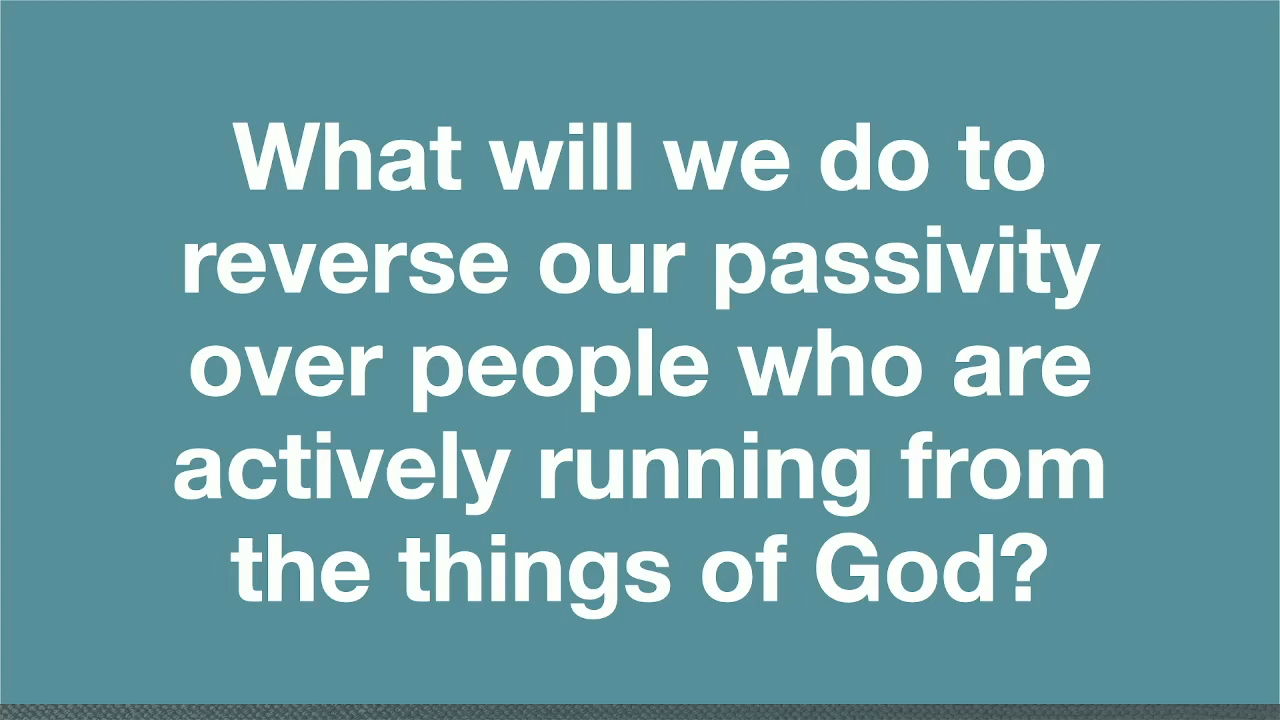 What will we do to
reverse our passivity
over people who are
actively running from
the things of God?